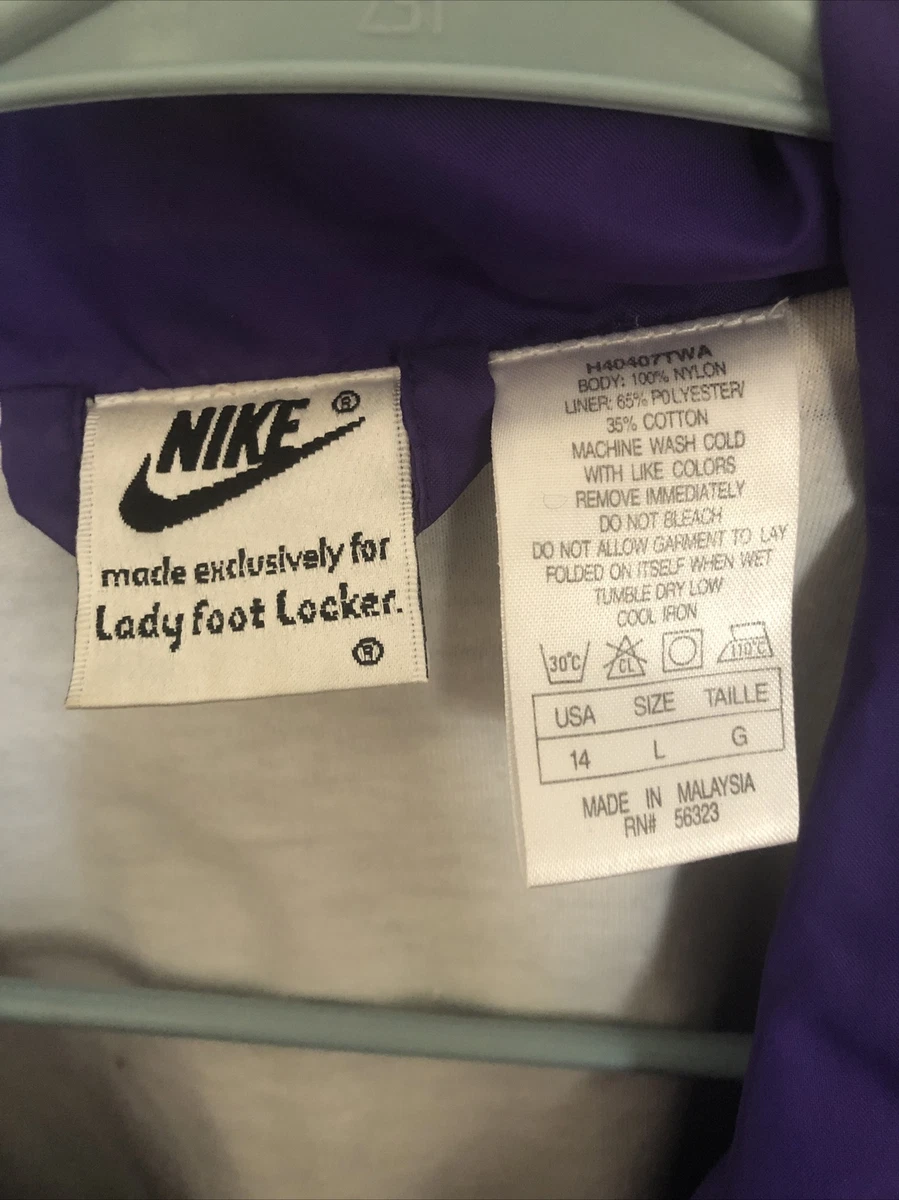 NIKE ®
made exclusively for
Lady foot Locker.
®
H40407TWA
BODY: 100% NYLON
LINER: 65% POLYESTER/
35% COTTON
MACHINE WASH COLD
WITH LIKE COLORS
REMOVE IMMEDIATELY
DO NOT BLEACH
DO NOT ALLOW GARMENT TO LAY
FOLDED ON ITSELF WHEN WET
TUMBLE DRY LOW
COOL IRON
30°C CL 110°C
USA SIZE TAILLE
14 L G
MADE IN MALAYSIA
RN# 56323